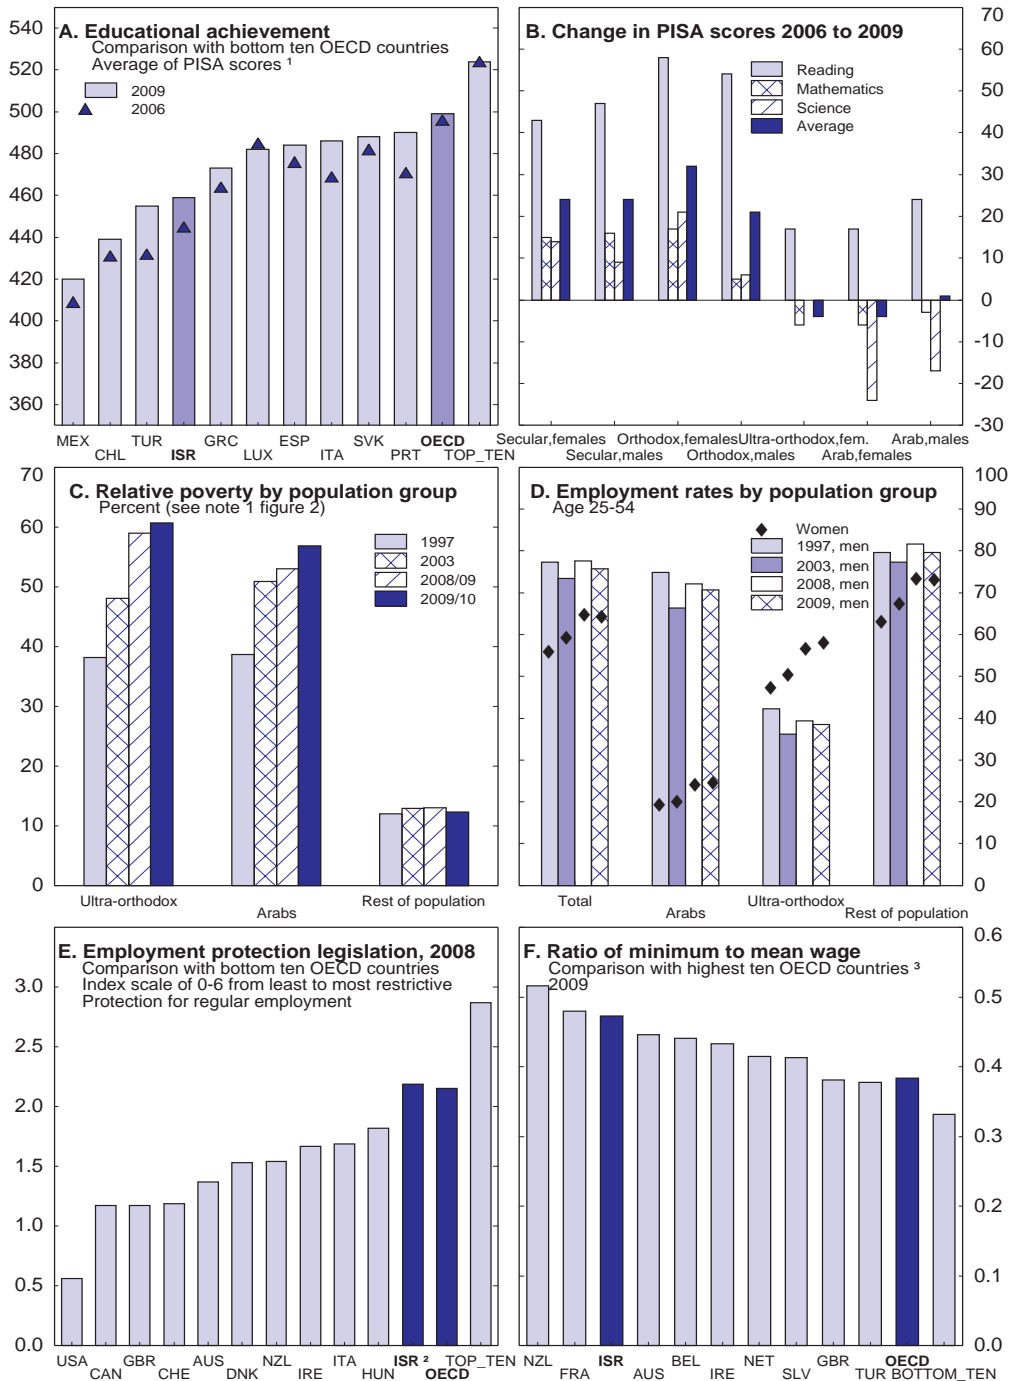 A. Educational achievement
Comparison with bottom ten OECD countries
Average of PISA scores ¹
2009
2006
540
520
500
480
460
440
420
400
380
360
MEX
CHL
TUR
ISR
GRC
LUX
ESP
ITA
SVK
PRT
OECD
TOP_TEN
B. Change in PISA scores 2006 to 2009
Reading
Mathematics
Science
Average
70
60
50
40
30
20
10
0
-10
-20
-30
Secular,females
Secular,males
Orthodox,females
Orthodox,males
Ultra-orthodox,fem.
Arab,females
Arab,males
C. Relative poverty by population group
Percent (see note 1 figure 2)
1997
2003
2008/09
2009/10
70
60
50
40
30
20
10
0
Ultra-orthodox
Arabs
Rest of population
D. Employment rates by population group
Age 25-54
Women
1997, men
2003, men
2008, men
2009, men
100
90
80
70
60
50
40
30
20
10
0
Total
Arabs
Ultra-orthodox
Rest of population
E. Employment protection legislation, 2008
Comparison with bottom ten OECD countries
Index scale of 0-6 from least to most restrictive
Protection for regular employment
3.0
2.5
2.0
1.5
1.0
0.5
0.0
USA
CAN
GBR
CHE
AUS
DNK
NZL
IRE
ITA
HUN
ISR ²
OECD
TOP_TEN
F. Ratio of minimum to mean wage
Comparison with highest ten OECD countries ³
2009
0.6
0.5
0.4
0.3
0.2
0.1
0.0
NZL
FRA
ISR
AUS
BEL
IRE
NET
SLV
GBR
TUR
OECD
BOTTOM_TEN